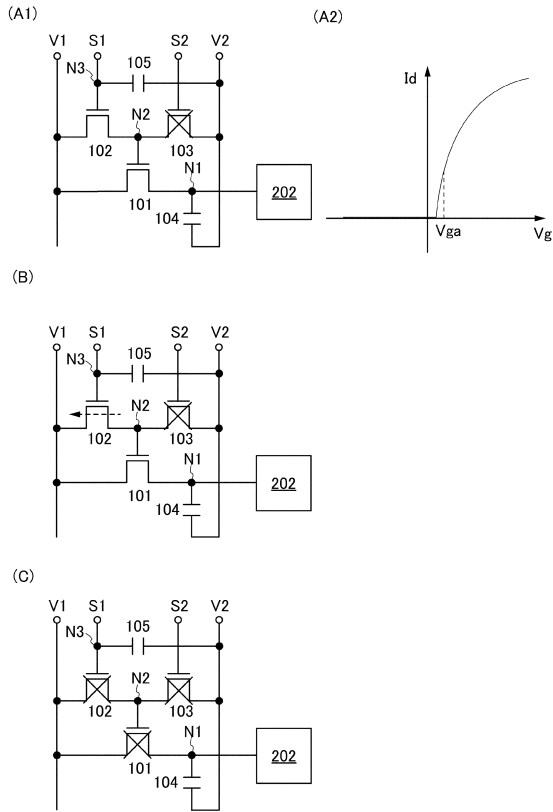 (A1)
V1 S1 S2 V2
N3
105
N2
102
103
N1
101
104
202
(A2)
Id
Vga
Vg
(B)
V1 S1 S2 V2
N3
105
N2
102
103
N1
101
104
202
(C)
V1 S1 S2 V2
N3
105
N2
102
103
N1
101
104
202